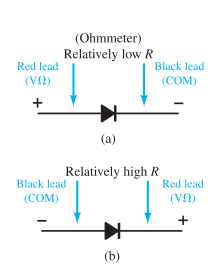 (Ohmmeter)
Relatively low R
Red lead
(VΩ)
Black lead
(COM)
+
−
(a)
Relatively high R
Black lead
(COM)
Red lead
(VΩ)
−
+
(b)